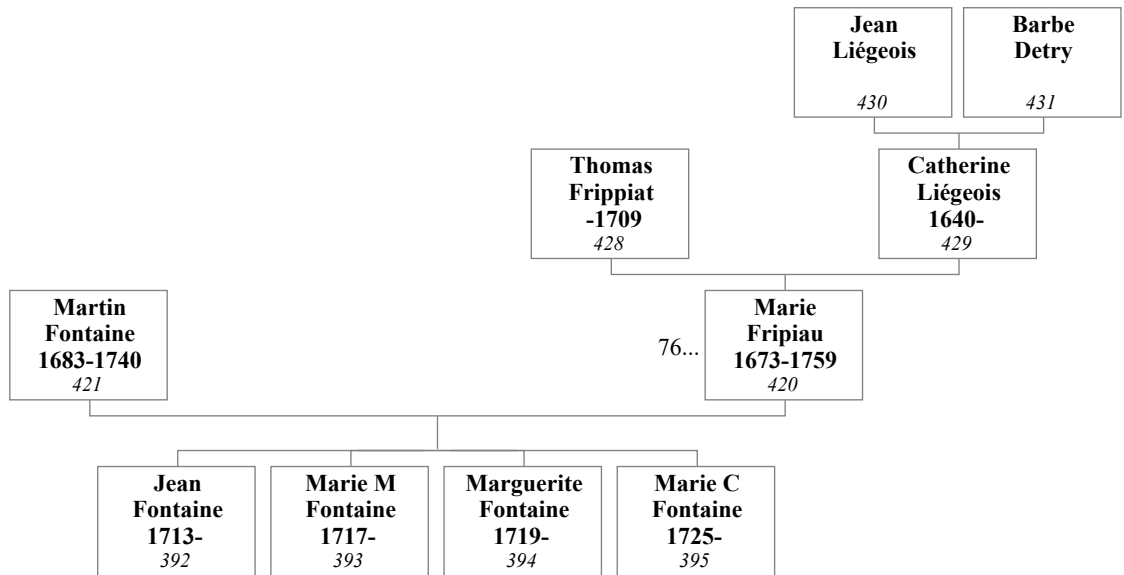 Jean
Liégeois
430
Barbe
Detry
431
Thomas
Frippiat
-1709
428
Catherine
Liégeois
1640-
429
Martin
Fontaine
1683-1740
421
76...
Marie
Fripiau
1673-1759
420
Jean
Fontaine
1713-
392
Marie M
Fontaine
1717-
393
Marguerite
Fontaine
1719-
394
Marie C
Fontaine
1725-
395